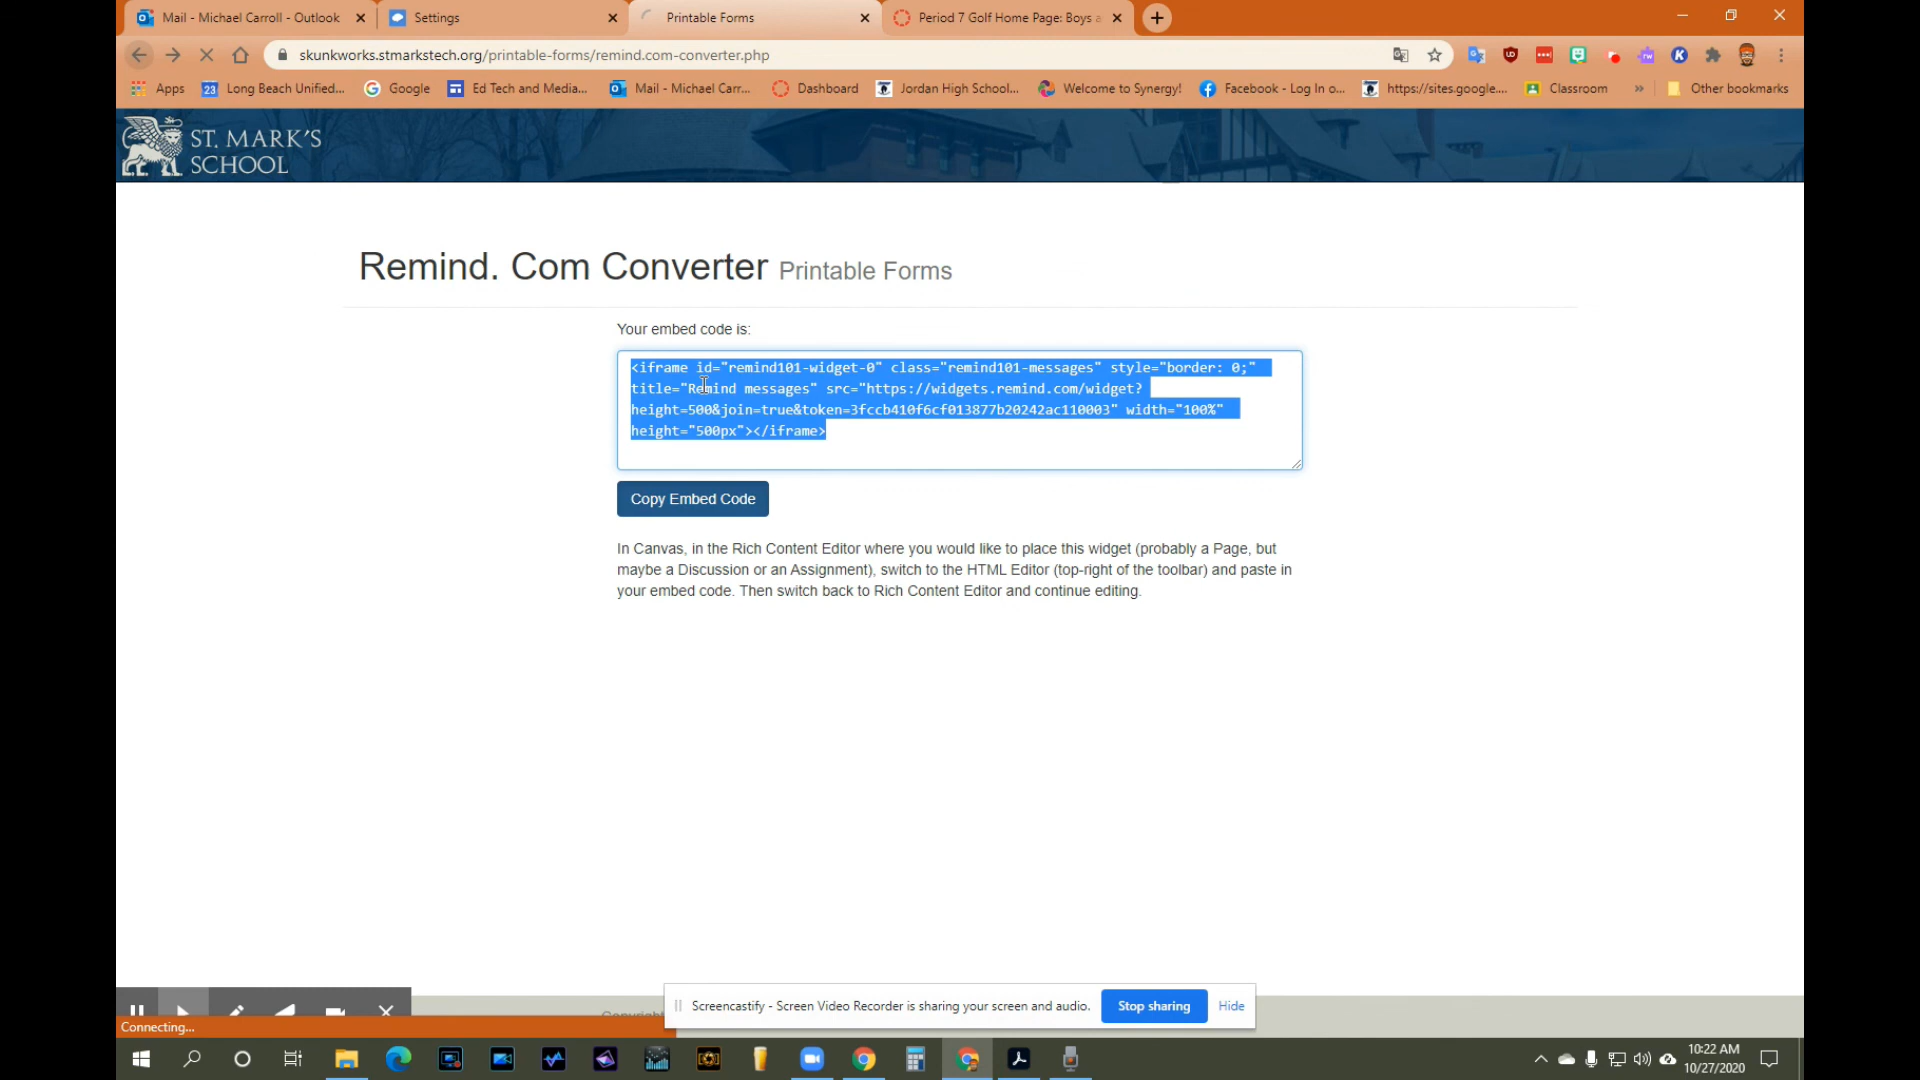 Mail - Michael Carroll - Outlook
Settings
Printable Forms
Period 7 Golf Home Page: Boys a
skunkworks.stmarkstech.org/printable-forms/remind.com-converter.php
Apps
23
Long Beach Unified...
Google
Ed Tech and Media...
Mail - Michael Carr...
Dashboard
Jordan High School...
Welcome to Synergy!
Facebook - Log In o...
https://sites.google....
Classroom
»
Other bookmarks
ST. MARK'S
SCHOOL
Remind. Com Converter Printable Forms
Your embed code is:
<iframe id="remind101-widget-0" class="remind101-messages" style="border: 0;"
title="Remind messages" src="https://widgets.remind.com/widget?
height=500&join=true&token=3fccb410f6cf013877b20242ac110003" width="100%"
height="500px"></iframe>
Copy Embed Code
In Canvas, in the Rich Content Editor where you would like to place this widget (probably a Page, but
maybe a Discussion or an Assignment), switch to the HTML Editor (top-right of the toolbar) and paste in
your embed code. Then switch back to Rich Content Editor and continue editing.
Copyright
Screencastify - Screen Video Recorder is sharing your screen and audio.
Stop sharing
Hide
Connecting...
10:22 AM
10/27/2020